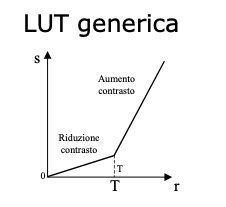 LUT generica
s
Aumento
contrasto
Riduzione
contrasto
T
0
T
r